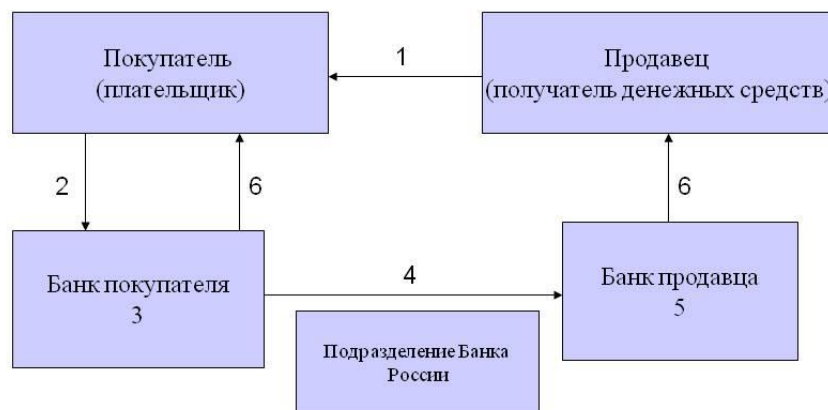 Покупатель
(плательщик)
1
Продавец
(получатель денежных средств)
2
6
6
Банк покупателя
3
4
Банк продавца
5
Подразделение Банка
России